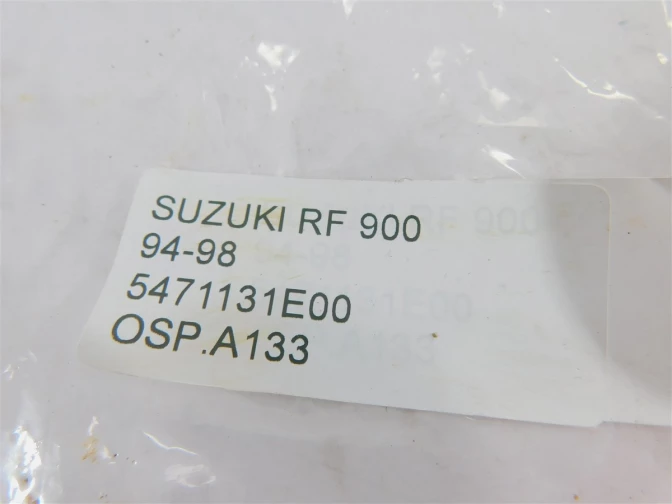 SUZUKI RF 900
94-98
5471131E00
OSP.A133